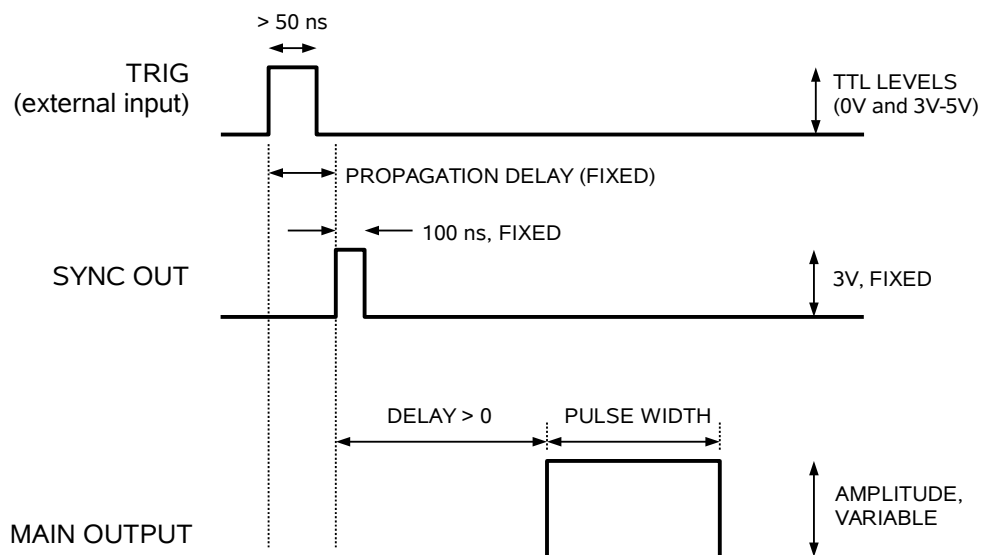 > 50 ns
TRIG
(external input)
TTL LEVELS
(0V and 3V-5V)
PROPAGATION DELAY (FIXED)
100 ns, FIXED
SYNC OUT
3V, FIXED
DELAY > 0
PULSE WIDTH
MAIN OUTPUT
AMPLITUDE,
VARIABLE